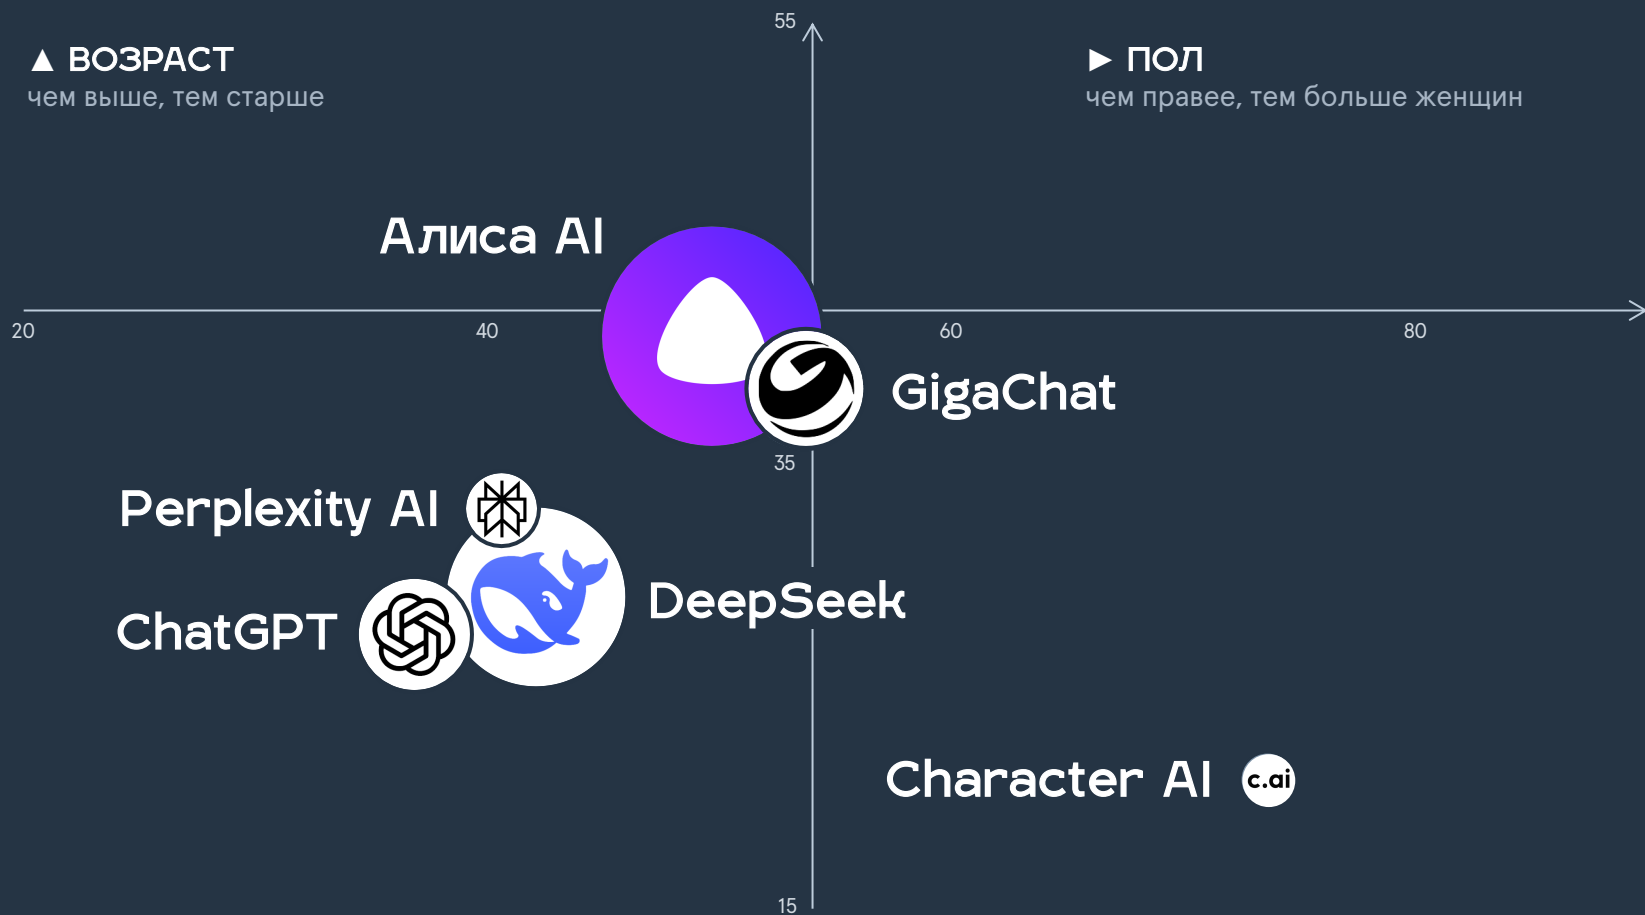 55
▲ ВОЗРАСТ
чем выше, тем старше
► ПОЛ
чем правее, тем больше женщин
Алиса AI
20
40
60
80
GigaChat
35
Perplexity AI
DeepSeek
ChatGPT
Character AI
c.ai
15